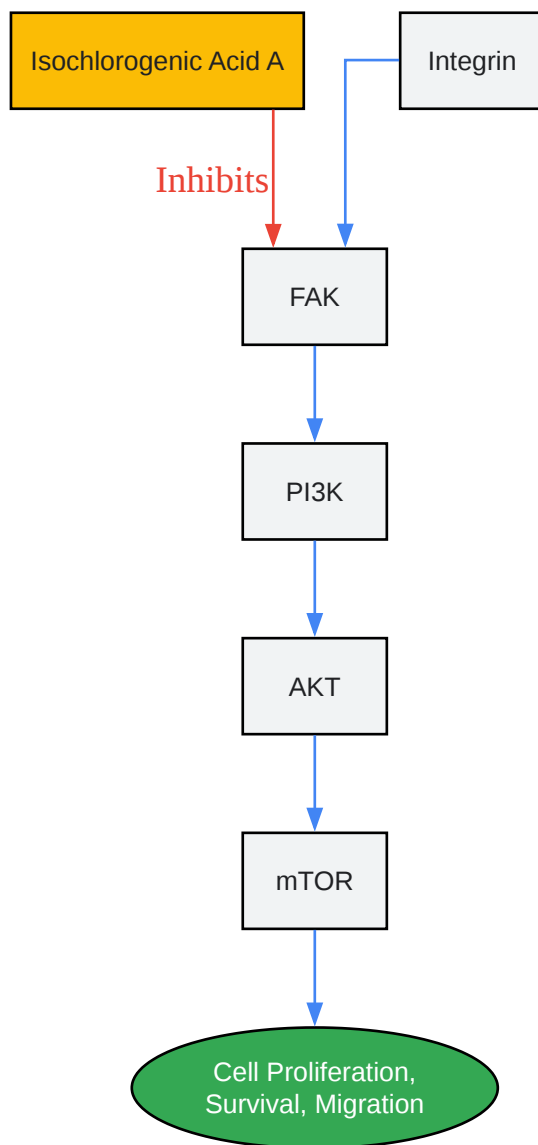 Isochlorogenic Acid A
Integrin
Inhibits
FAK
PI3K
AKT
mTOR
Cell Proliferation,
Survival, Migration